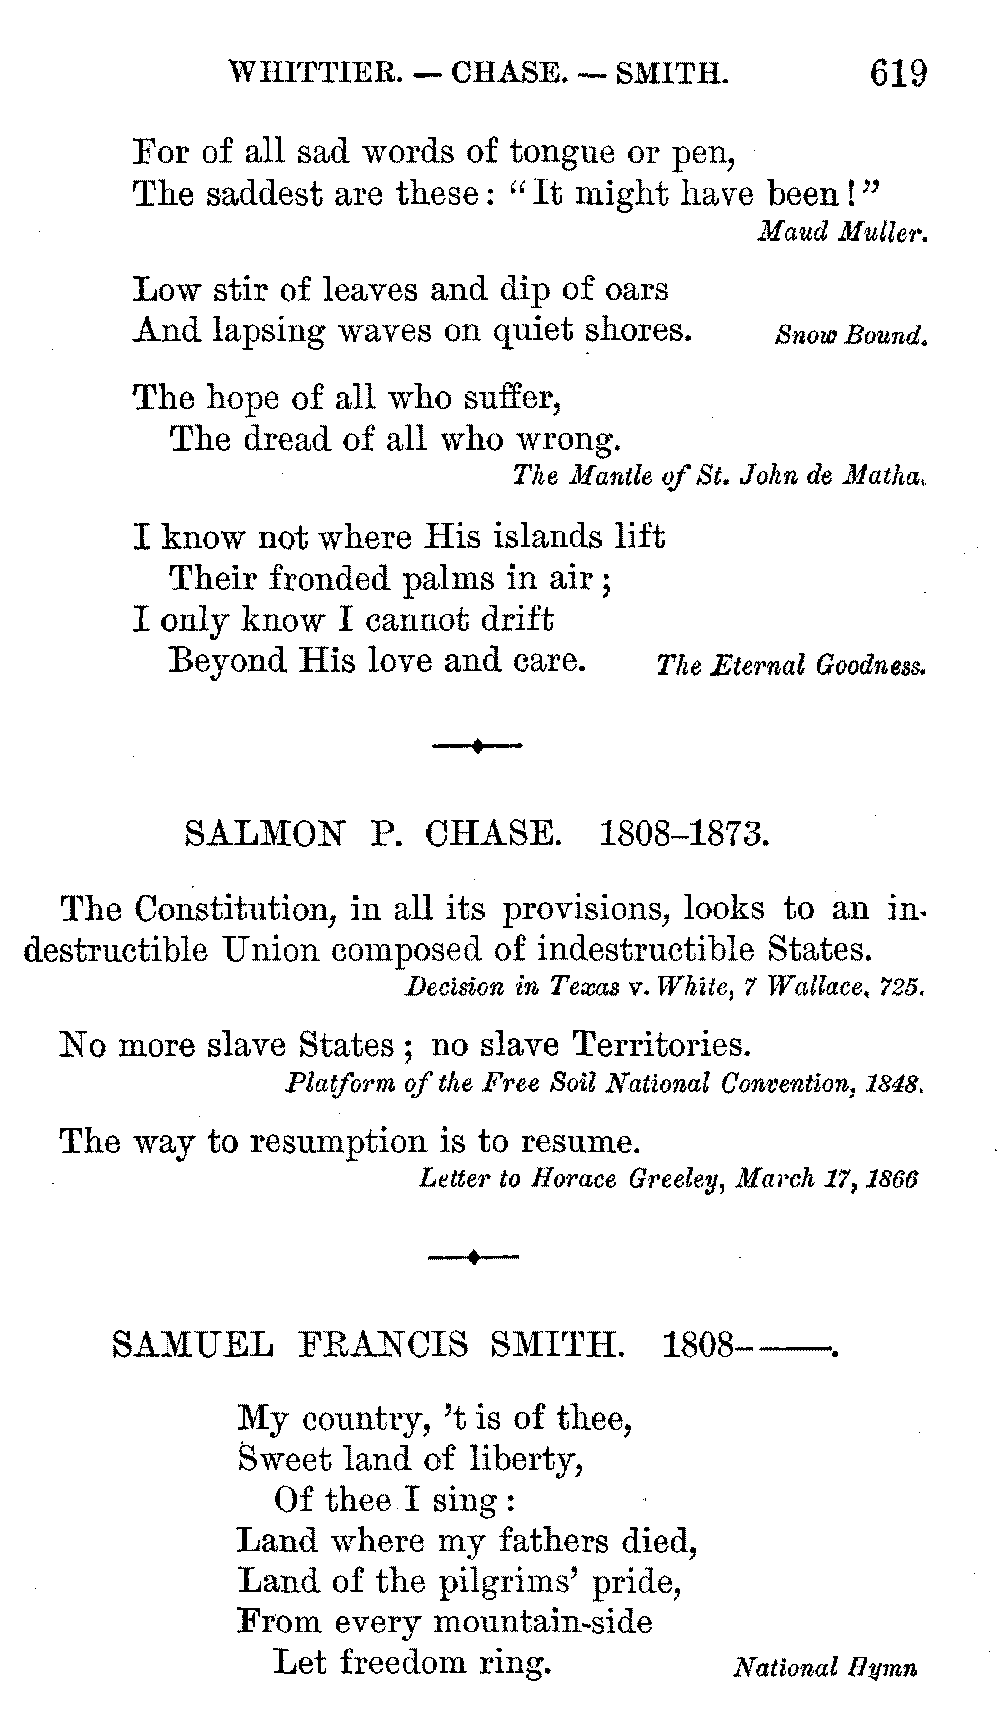 WHITTIER. — CHASE. — SMITH. 619
For of all sad words of tongue or pen,
The saddest are these: "It might have been!"
Maud Muller.
Low stir of leaves and dip of oars
And lapsing waves on quiet shores. Snow Bound.
The hope of all who suffer,
The dread of all who wrong.
The Mantle of St. John de Matha.
I know not where His islands lift
Their fronded palms in air;
I only know I cannot drift
Beyond His love and care. The Eternal Goodness.
SALMON P. CHASE. 1808–1873.
The Constitution, in all its provisions, looks to an in-
destructible Union composed of indestructible States.
Decision in Texas v. White, 7 Wallace, 725.
No more slave States; no slave Territories.
Platform of the Free Soil National Convention, 1848.
The way to resumption is to resume.
Letter to Horace Greeley, March 17, 1866
SAMUEL FRANCIS SMITH. 1808– ——.
My country, 't is of thee,
Sweet land of liberty,
Of thee I sing:
Land where my fathers died,
Land of the pilgrims' pride,
From every mountain-side
Let freedom ring. National Hymn